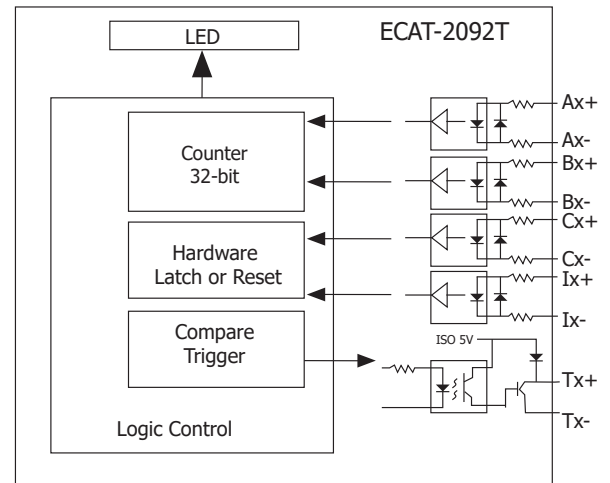 LED
ECAT-2092T
Counter
32-bit
Hardware
Latch or Reset
Compare
Trigger
Logic Control
Ax+
Ax-
Bx+
Bx-
Cx+
Cx-
Ix+
Ix-
ISO 5V
Tx+
Tx-